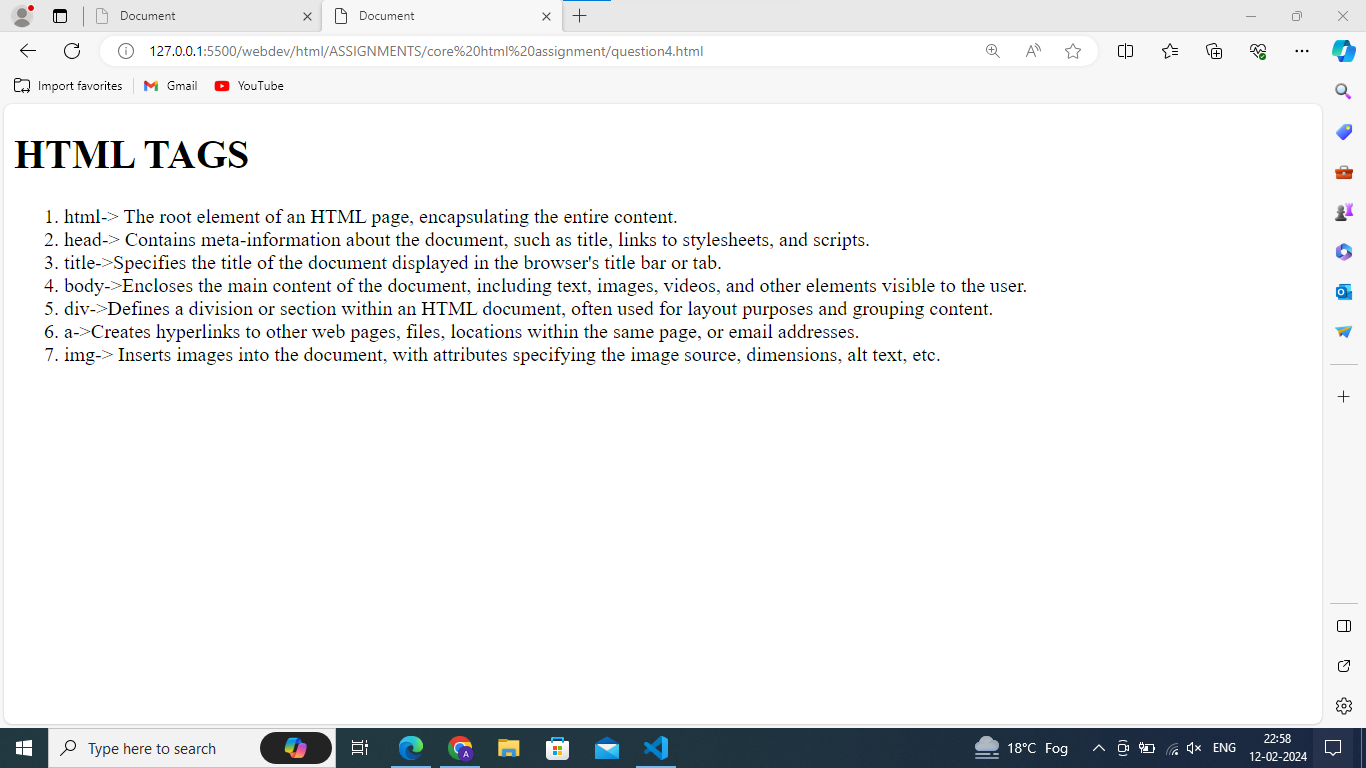 Document
Document
127.0.0.1:5500/webdev/html/ASSIGNMENTS/core%20html%20assignment/question4.html
Import favorites
Gmail
YouTube
HTML TAGS
1. html-> The root element of an HTML page, encapsulating the entire content.
2. head-> Contains meta-information about the document, such as title, links to stylesheets, and scripts.
3. title->Specifies the title of the document displayed in the browser's title bar or tab.
4. body->Encloses the main content of the document, including text, images, videos, and other elements visible to the user.
5. div->Defines a division or section within an HTML document, often used for layout purposes and grouping content.
6. a->Creates hyperlinks to other web pages, files, locations within the same page, or email addresses.
7. img-> Inserts images into the document, with attributes specifying the image source, dimensions, alt text, etc.
Type here to search
A
18°C Fog
ENG
22:58
12-02-2024